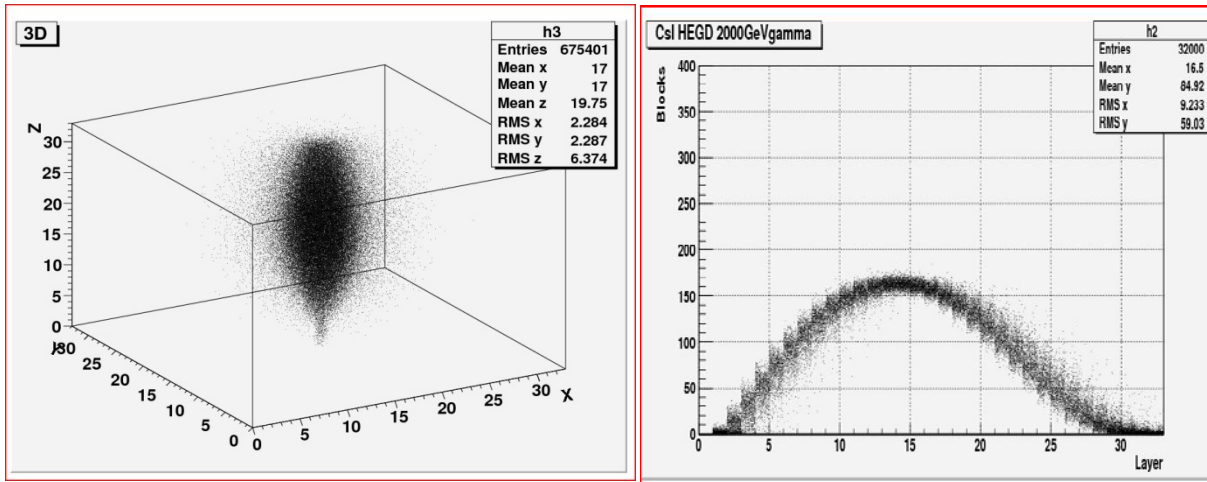 3D
h3
Entries 675401
Mean x 17
Mean y 17
Mean z 19.75
RMS x 2.284
RMS y 2.287
RMS z 6.374
Z
30
25
20
15
10
5
0
30
25
20
15
10
5
0
0
5
10
15
20
25
30
X
CsI HEGD 2000GeVgamma
h2
Entries 32000
Mean x 16.5
Mean y 84.92
RMS x 9.233
RMS y 59.03
Blocks
400
350
300
250
200
150
100
50
0
0
5
10
15
20
25
30
Layer